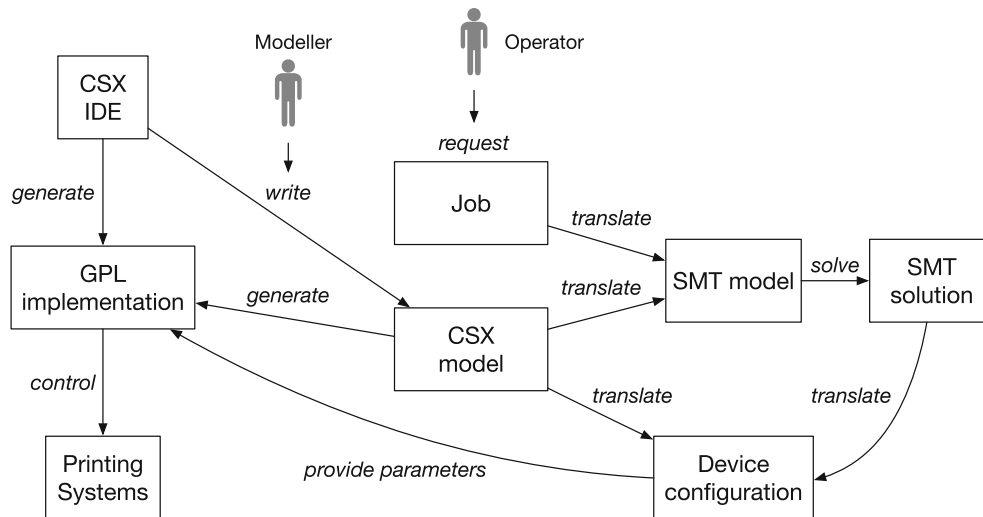 Modeller
Operator
CSX
IDE
request
generate
write
Job
translate
GPL
implementation
generate
translate
SMT model
solve
SMT
solution
CSX
model
control
translate
translate
Printing
Systems
provide parameters
Device
configuration